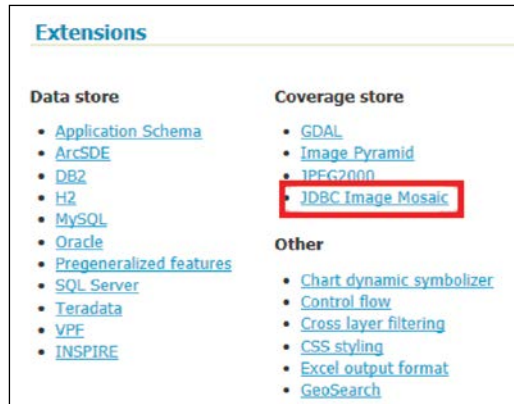 Extensions
Data store
Application Schema
ArcSDE
DB2
H2
MySQL
Oracle
Pregeneralized features
SQL Server
Teradata
VPF
INSPIRE
Coverage store
GDAL
Image Pyramid
JPEG2000
JDBC Image Mosaic
Other
Chart dynamic symbolizer
Control flow
Cross layer filtering
CSS styling
Excel output format
GeoSearch